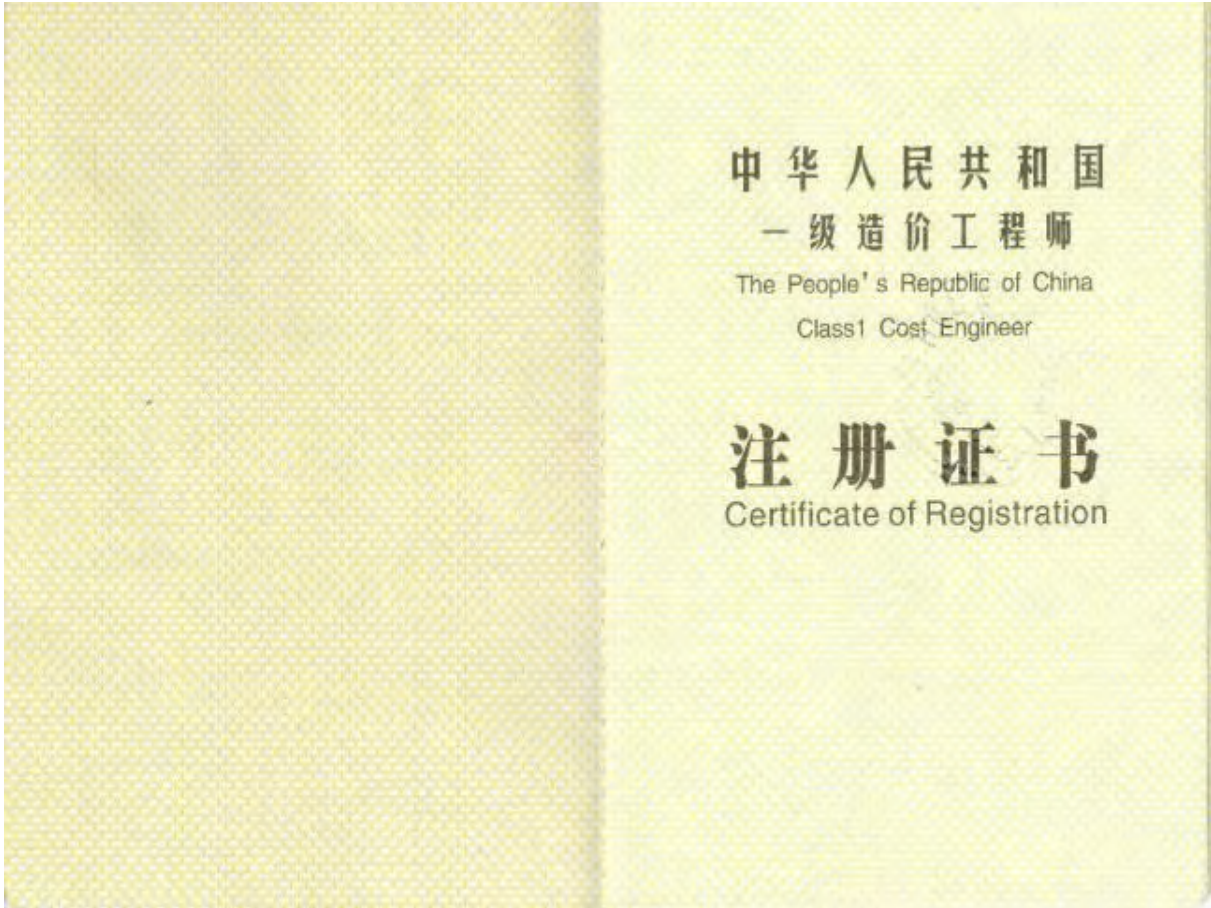 中华人民共和国
一级造价工程师
The People's Republic of China
Class1 Cost Engineer
注册证书
Certificate of Registration